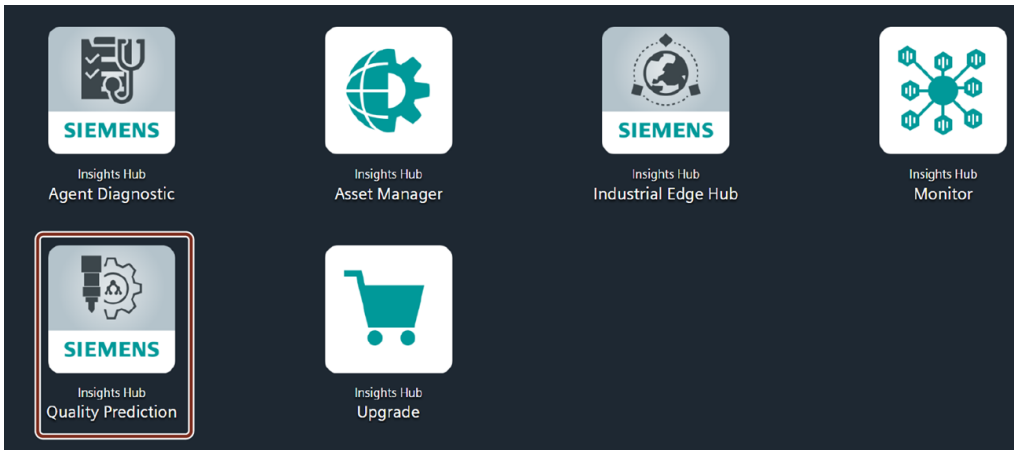 SIEMENS
Insights Hub
Agent Diagnostic
Insights Hub
Asset Manager
SIEMENS
Insights Hub
Industrial Edge Hub
Insights Hub
Monitor
SIEMENS
Insights Hub
Quality Prediction
Insights Hub
Upgrade